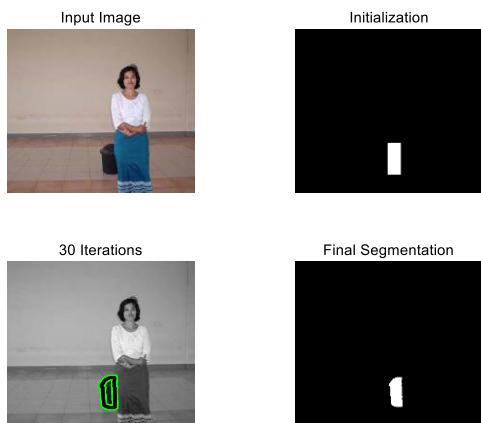 Input Image
Initialization
30 Iterations
Final Segmentation